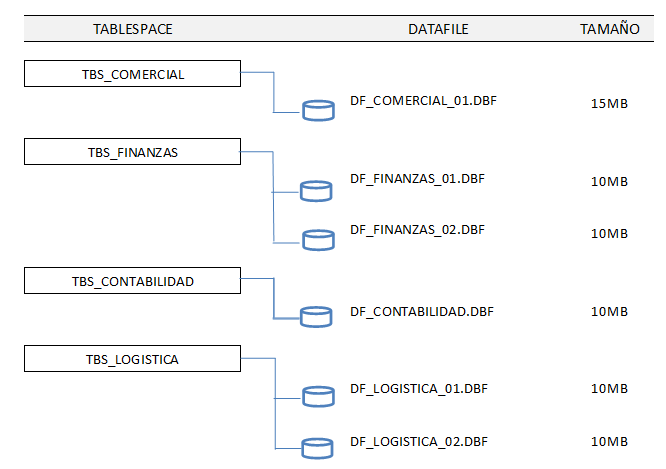 TABLESPACE DATAFILE TAMAÑO
TBS_COMERCIAL
DF_COMERCIAL_01.DBF 15MB
TBS_FINANZAS
DF_FINANZAS_01.DBF 10MB
DF_FINANZAS_02.DBF 10MB
TBS_CONTABILIDAD
DF_CONTABILIDAD.DBF 10MB
TBS_LOGISTICA
DF_LOGISTICA_01.DBF 10MB
DF_LOGISTICA_02.DBF 10MB